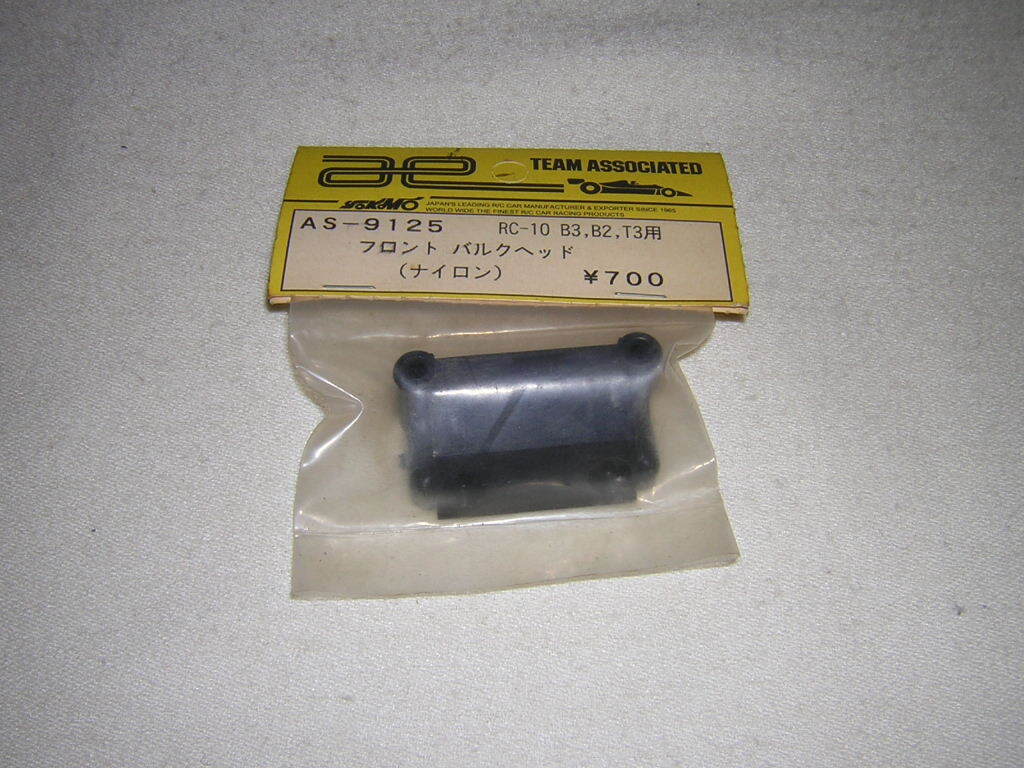 ae TEAM ASSOCIATED
YOKOMO JAPAN'S LEADING R/C CAR MANUFACTURER & EXPORTER SINCE 1965
WORLD WIDE THE FINEST R/C CAR RACING PRODUCTS
AS-9125 RC-10 B3,B2,T3用
フロント バルクヘッド
(ナイロン) ¥700